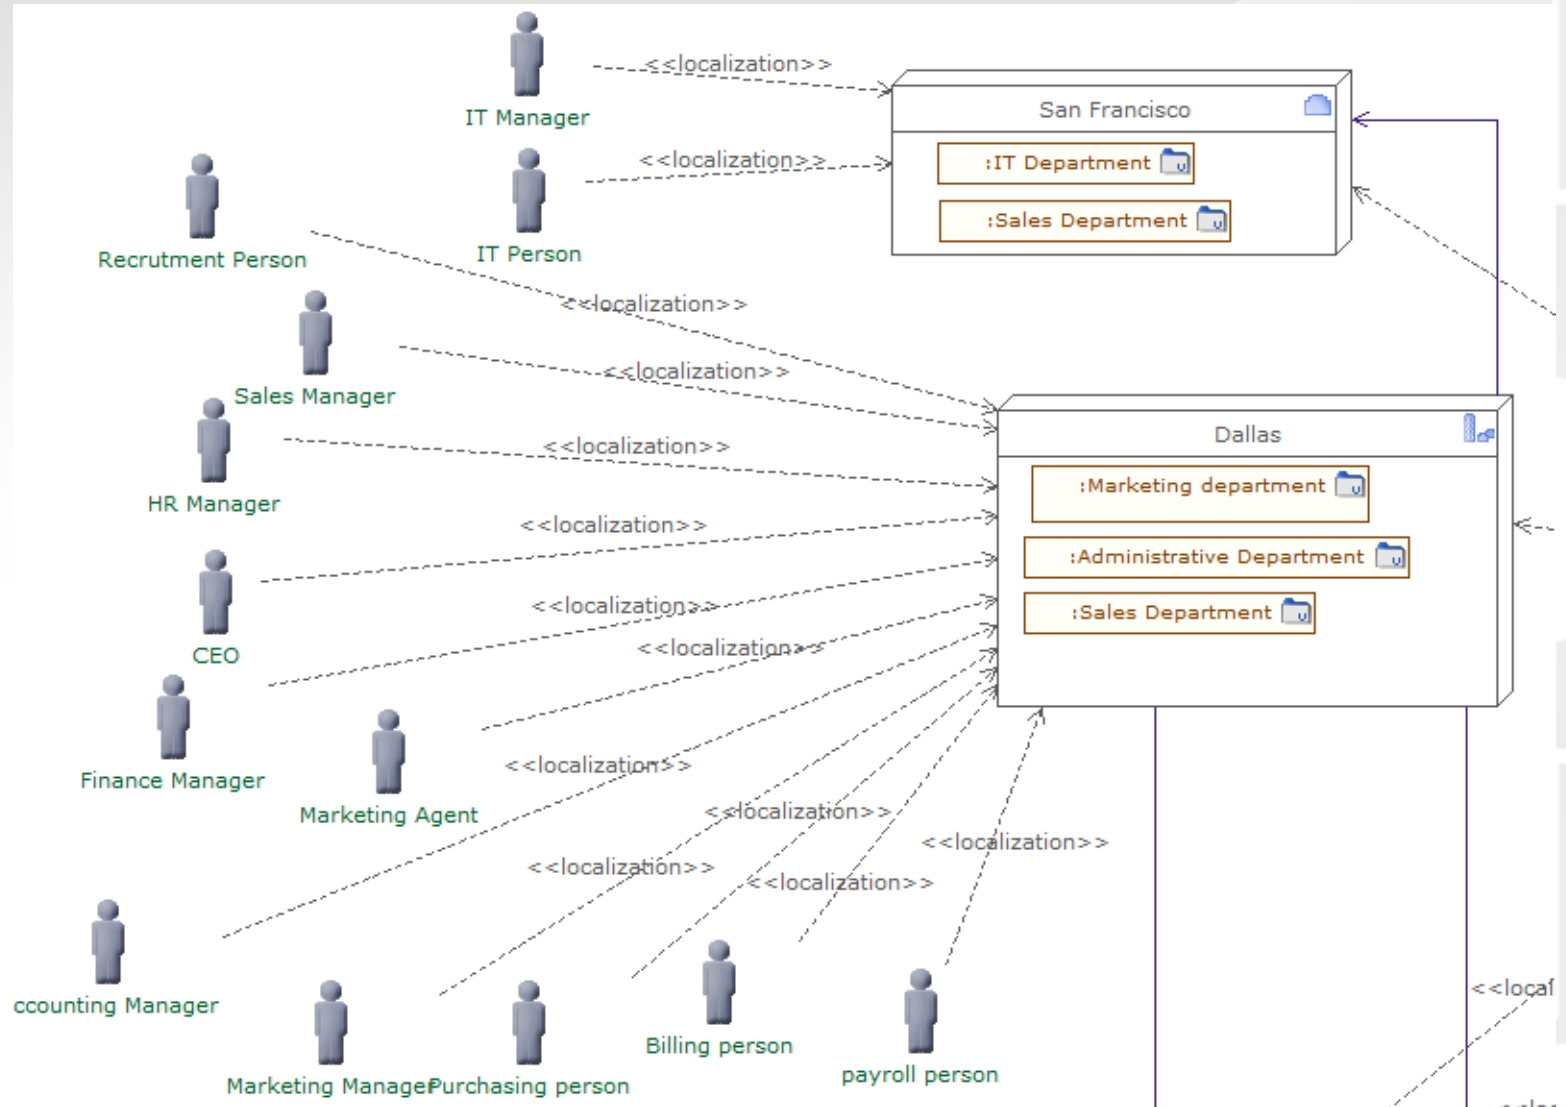 <<localization>>
IT Manager
San Francisco
<<localization>>
:IT Department
:Sales Department
IT Person
Recrutment Person
<<localization>>
<<localization>>
Sales Manager
Dallas
<<localization>>
HR Manager
:Marketing department
<<localization>>
:Administrative Department
<<localization>>
:Sales Department
CEO
<<localization>>
<<localization>>
Finance Manager
Marketing Agent
<<localization>>
<<localization>>
<<localization>>
<<localization>>
ccounting Manager
<<local
Billing person
payroll person
Marketing Manager
Purchasing person